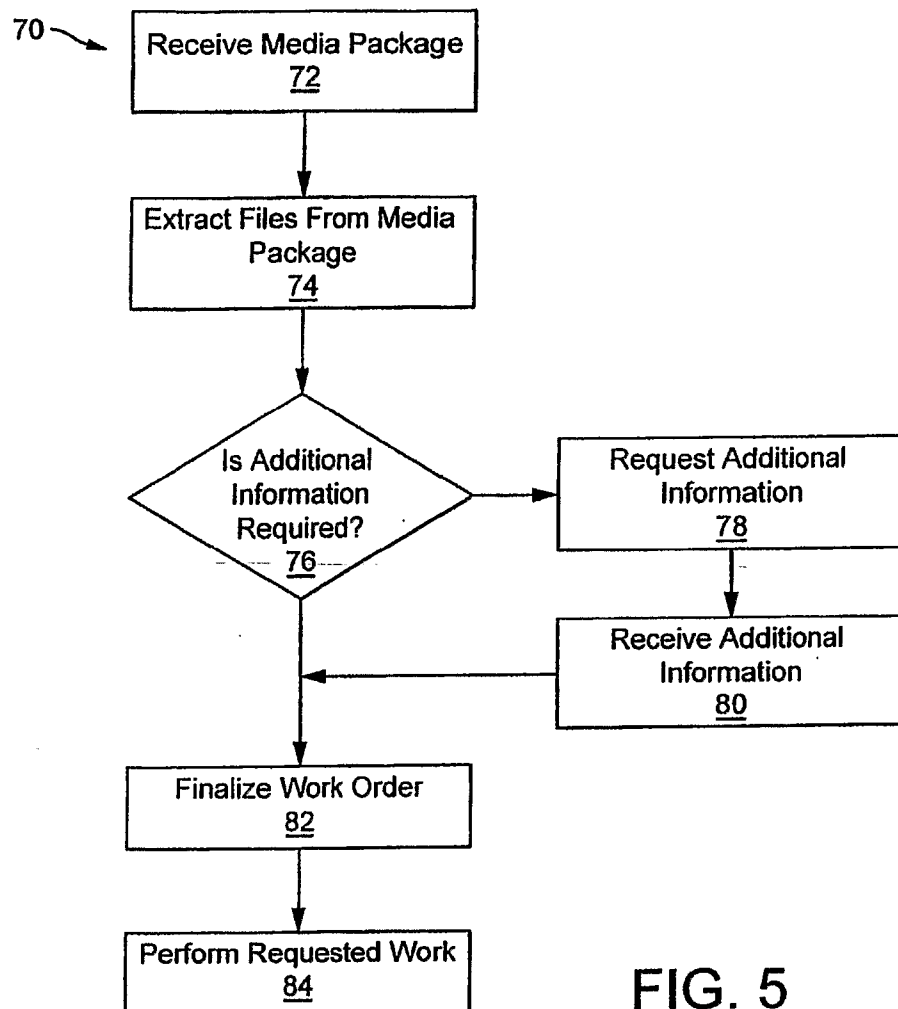 70
Receive Media Package
72
Extract Files From Media
Package
74
Is Additional
Information
Required?
76
Request Additional
Information
78
Receive Additional
Information
80
Finalize Work Order
82
Perform Requested Work
84
FIG. 5